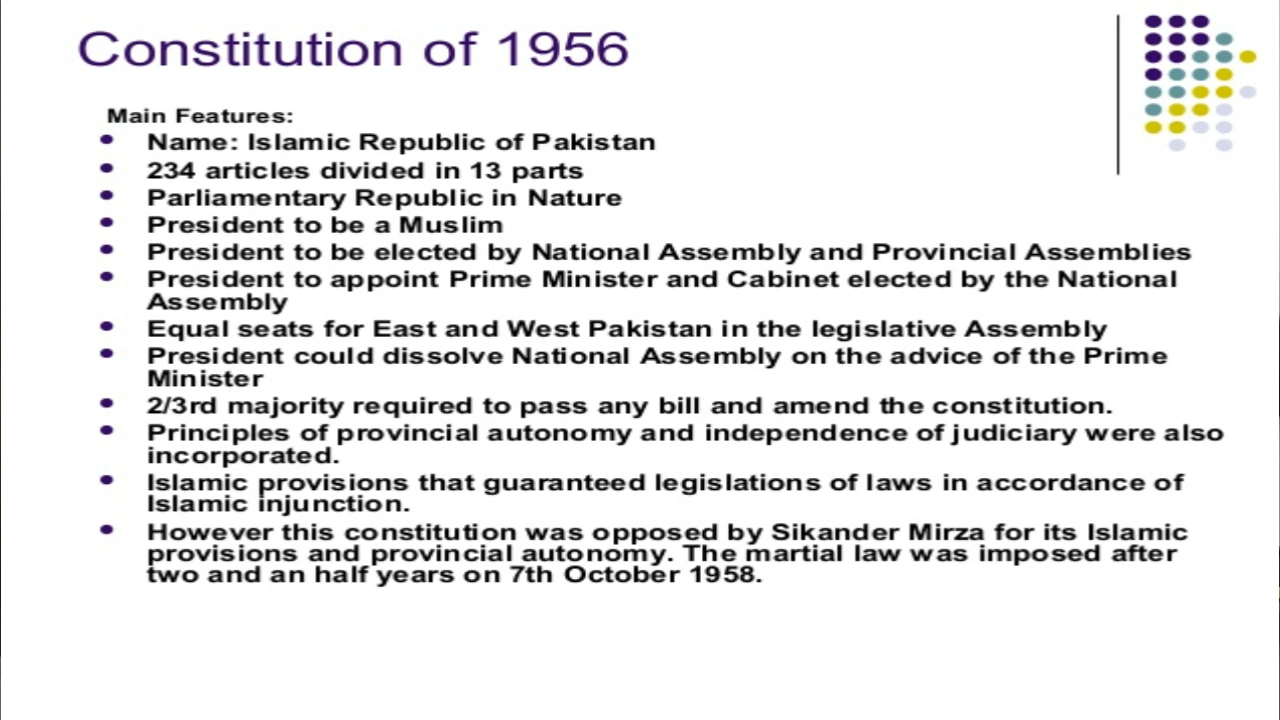 Constitution of 1956
Main Features:
Name: Islamic Republic of Pakistan
234 articles divided in 13 parts
Parliamentary Republic in Nature
President to be a Muslim
President to be elected by National Assembly and Provincial Assemblies
President to appoint Prime Minister and Cabinet elected by the National
Assembly
Equal seats for East and West Pakistan in the legislative Assembly
President could dissolve National Assembly on the advice of the Prime
Minister
2/3rd majority required to pass any bill and amend the constitution.
Principles of provincial autonomy and independence of judiciary were also
incorporated.
Islamic provisions that guaranteed legislations of laws in accordance of
Islamic injunction.
However this constitution was opposed by Sikander Mirza for its Islamic
provisions and provincial autonomy. The martial law was imposed after
two and an half years on 7th October 1958.